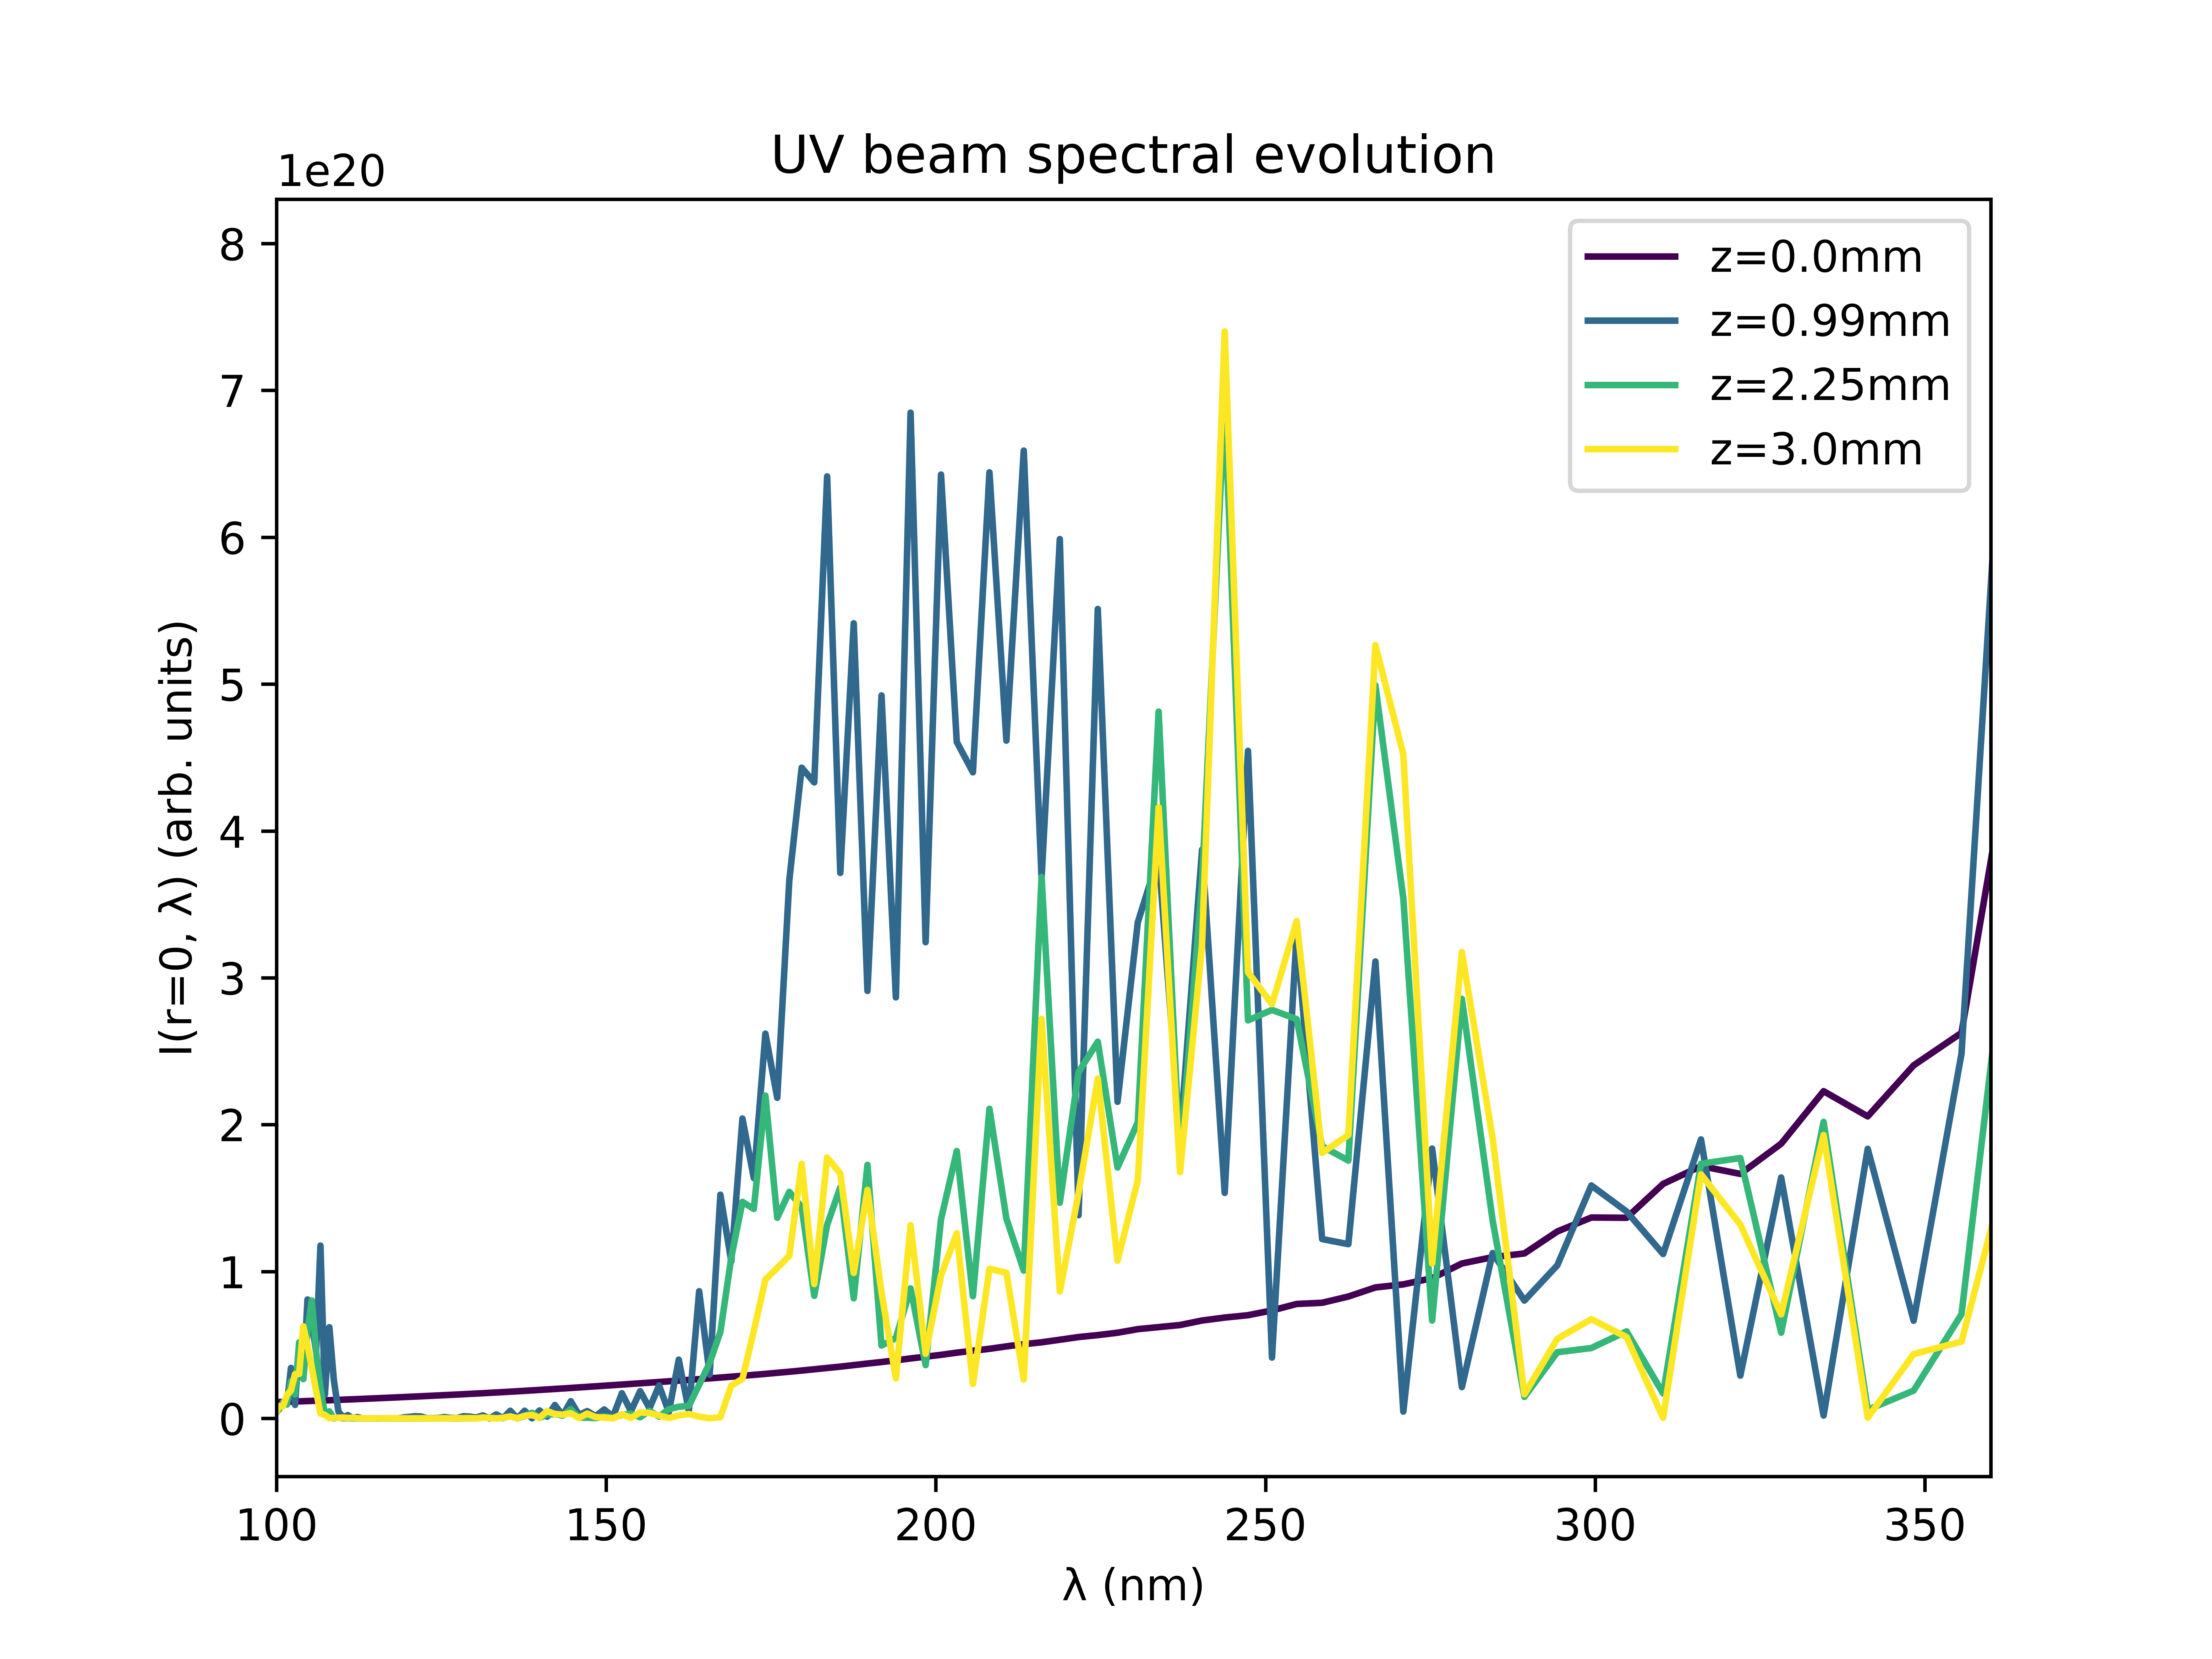 UV beam spectral evolution
1e20
8
7
6
5
4
3
2
1
0
I(r=0, λ) (arb. units)
z=0.0mm
z=0.99mm
z=2.25mm
z=3.0mm
100 150 200 250 300 350
λ (nm)